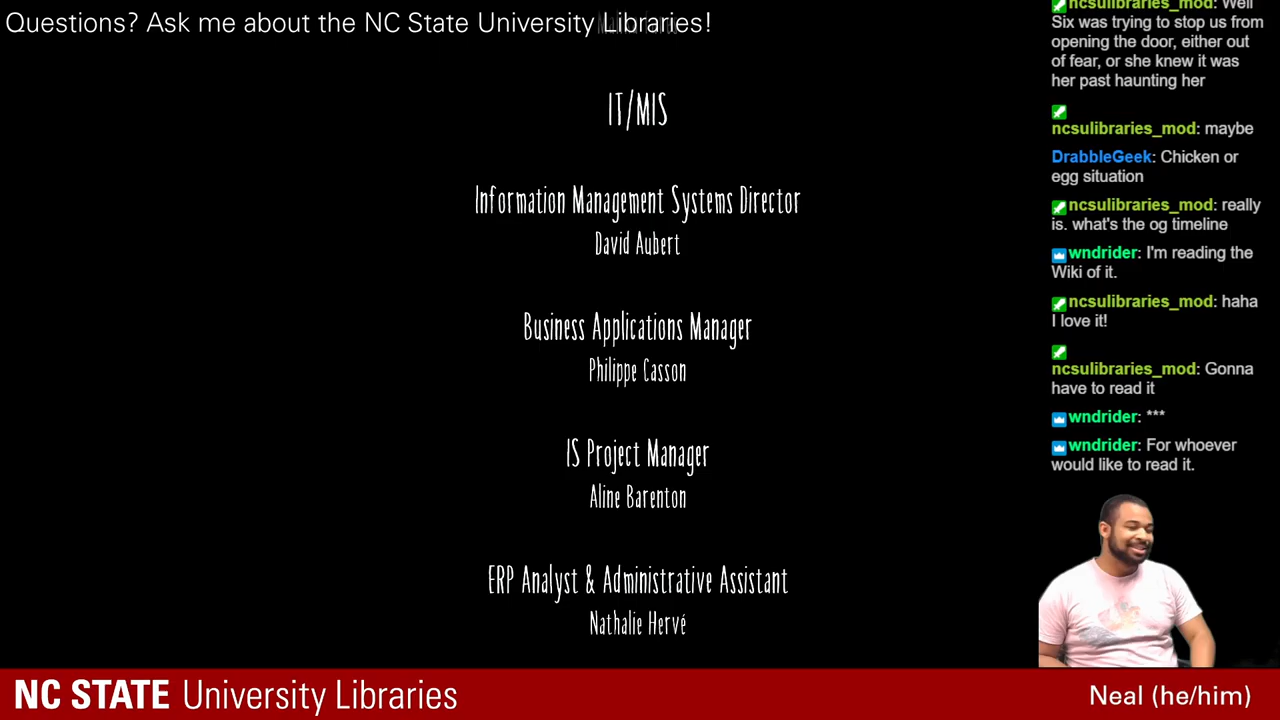 Questions? Ask me about the NC State University Libraries!
IT/MIS
Information Management Systems Director
David Aubert
Business Applications Manager
Philippe Casson
IS Project Manager
Aline Barenton
ERP Analyst & Administrative Assistant
Nathalie Hervé
ncsulibraries_mod: Well
Six was trying to stop us from
opening the door, either out
of fear, or she knew it was
her past haunting her
ncsulibraries_mod: maybe
DrabbleGeek: Chicken or
egg situation
ncsulibraries_mod: really
is. what's the og timeline
wndrider: I'm reading the
Wiki of it.
ncsulibraries_mod: haha
I love it!
ncsulibraries_mod: Gonna
have to read it
wndrider: ***
wndrider: For whoever
would like to read it.
NC STATE University Libraries
Neal (he/him)